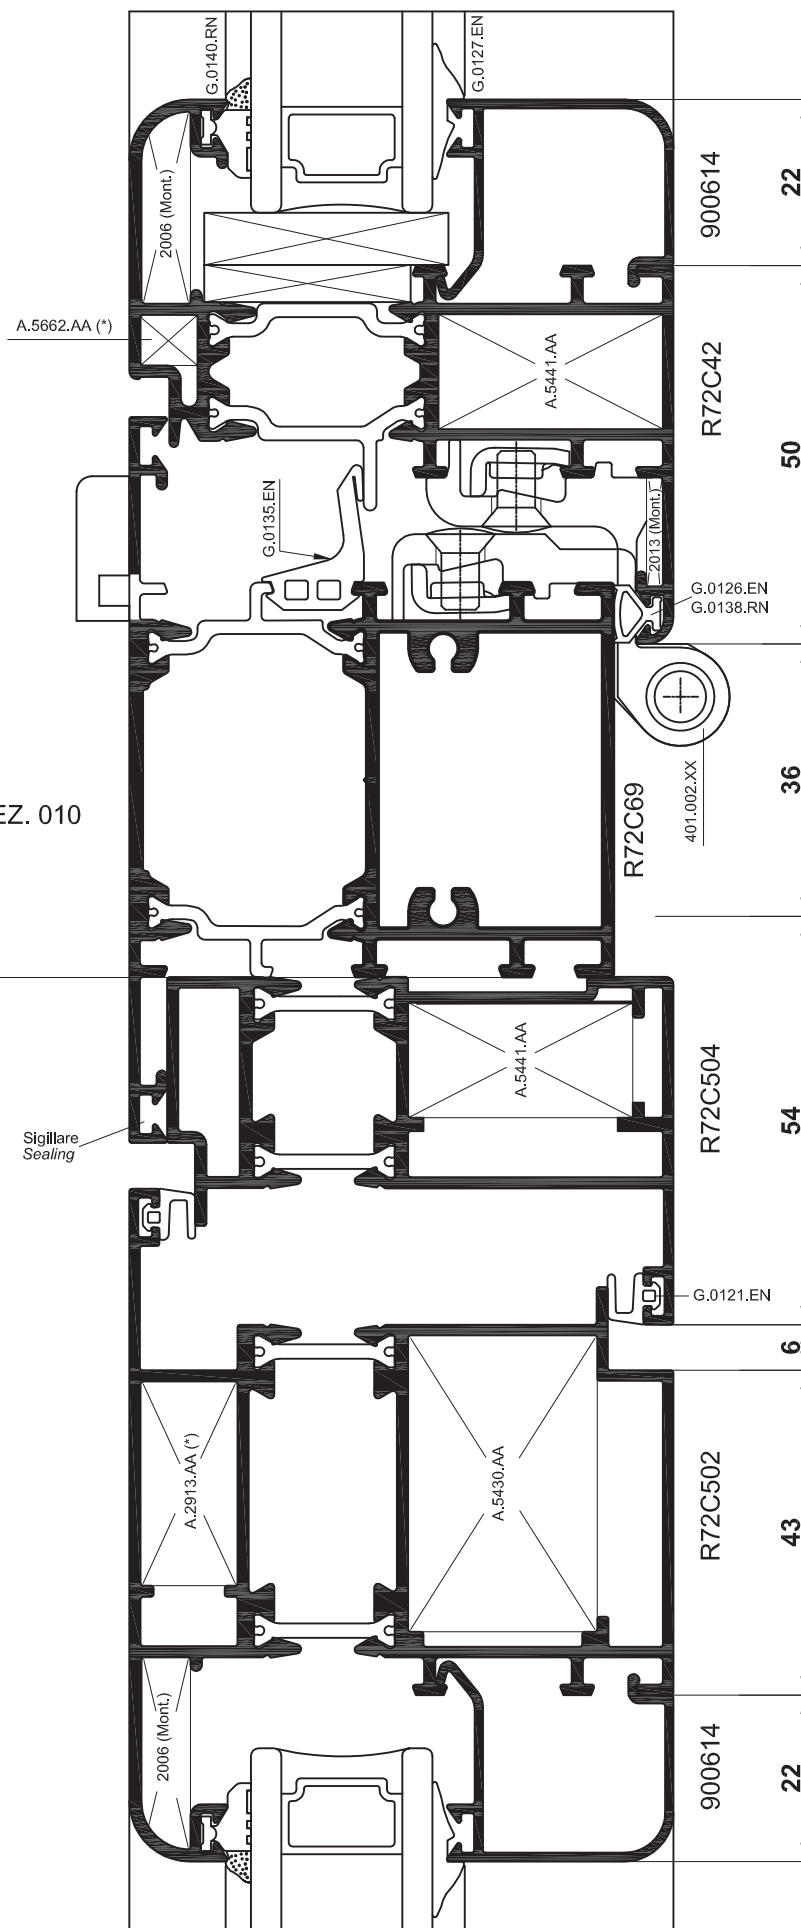 G.0140.RN
G.0127.EN
2006 (Mont.)
900614
22
A.5662.AA (*)
A.5441.AA
R72C42
50
G.0135.EN
2013 (Mont.)
G.0126.EN
G.0138.RN
EZ. 010
R72C69
401.002.XX
36
A.5441.AA
R72C504
54
Sigillare
Sealing
G.0121.EN
6
A.2913.AA (*)
A.5430.AA
R72C502
43
2006 (Mont.)
900614
22